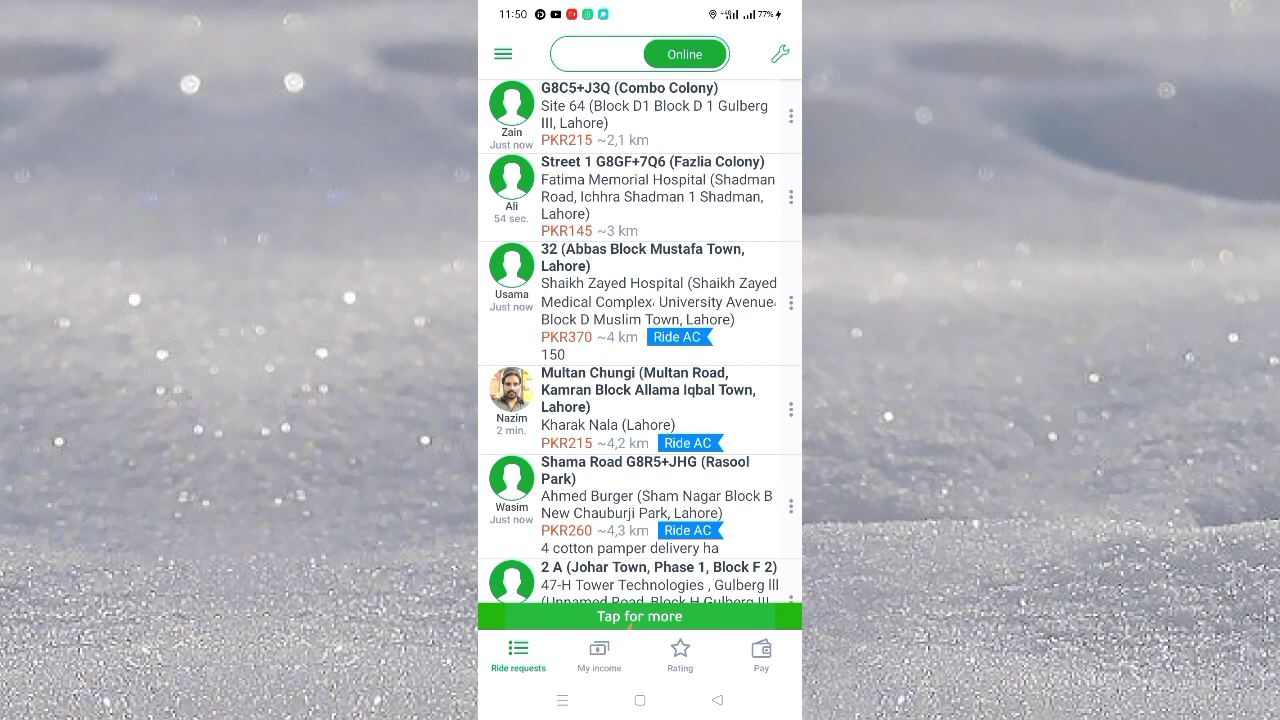 11:50
77%
Online
G8C5+J3Q (Combo Colony)
Site 64 (Block D1 Block D 1 Gulberg
III, Lahore)
Zain
Just now
PKR215 ~2,1 km
Street 1 G8GF+7Q6 (Fazlia Colony)
Fatima Memorial Hospital (Shadman
Road, Ichhra Shadman 1 Shadman,
Lahore)
Ali
54 sec.
PKR145 ~3 km
32 (Abbas Block Mustafa Town,
Lahore)
Shaikh Zayed Hospital (Shaikh Zayed
Medical Complex، University Avenue،
Block D Muslim Town, Lahore)
Usama
Just now
PKR370 ~4 km Ride AC
150
Multan Chungi (Multan Road,
Kamran Block Allama Iqbal Town,
Lahore)
Kharak Nala (Lahore)
Nazim
2 min.
PKR215 ~4,2 km Ride AC
Shama Road G8R5+JHG (Rasool
Park)
Ahmed Burger (Sham Nagar Block B
New Chauburji Park, Lahore)
Wasim
Just now
PKR260 ~4,3 km Ride AC
4 cotton pamper delivery ha
2 A (Johar Town, Phase 1, Block F 2)
47-H Tower Technologies , Gulberg lll
(Unnamed Road, Block H Gulberg III,
Tap for more
Ride requests
My income
Rating
Pay